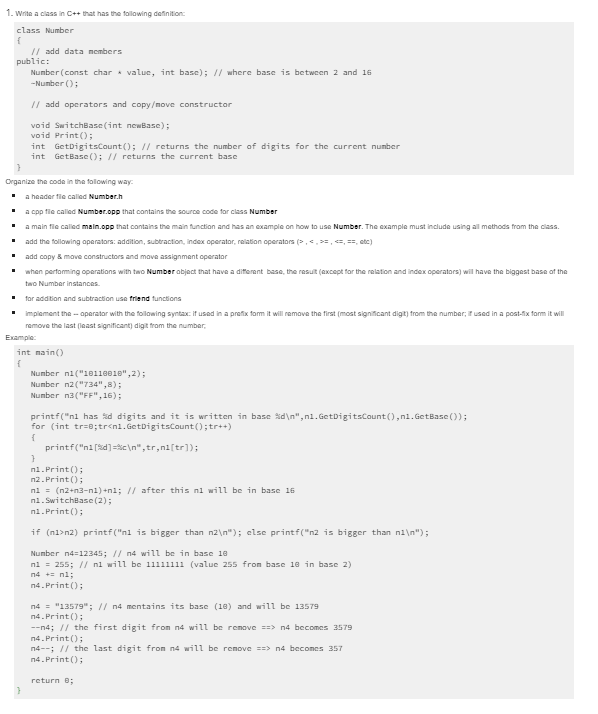 1. Write a class in C++ that has the following definition:
class Number
{
// add data members
public:
Number(const char * value, int base); // where base is between 2 and 16
~Number();
// add operators and copy/move constructor
void SwitchBase(int newBase);
void Print();
int GetDigitsCount(); // returns the number of digits for the current number
int GetBase(); // returns the current base
}
Organize the code in the following way:
▪ a header file called Number.h
▪ a cpp file called Number.cpp that contains the source code for class Number
▪ a main file called main.cpp that contains the main function and has an example on how to use Number. The example must include using all methods from the class.
▪ add the following operators: addition, subtraction, index operator, relation operators (> , < , >= , <=, ==, etc)
▪ add copy & move constructors and move assignment operator
▪ when performing operations with two Number object that have a different base, the result (except for the relation and index operators) will have the biggest base of the
two Number instances.
▪ for addition and subtraction use friend functions
▪ implement the -- operator with the following syntax: if used in a prefix form it will remove the first (most significant digit) from the number; if used in a post-fix form it will
remove the last (least significant) digit from the number;
Example:
int main()
{
Number n1("10110010",2);
Number n2("734",8);
Number n3("FF",16);
printf("n1 has %d digits and it is written in base %d\n",n1.GetDigitsCount(),n1.GetBase());
for (int tr=0;tr<n1.GetDigitsCount();tr++)
{
printf("n1[%d]=%c\n",tr,n1[tr]);
}
n1.Print();
n2.Print();
n1 = (n2+n3-n1)+n1; // after this n1 will be in base 16
n1.SwitchBase(2);
n1.Print();
if (n1>n2) printf("n1 is bigger than n2\n"); else printf("n2 is bigger than n1\n");
Number n4=12345; // n4 will be in base 10
n1 = 255; // n1 will be 11111111 (value 255 from base 10 in base 2)
n4 += n1;
n4.Print();
n4 = "13579"; // n4 mentains its base (10) and will be 13579
n4.Print();
--n4; // the first digit from n4 will be remove ==> n4 becomes 3579
n4.Print();
n4--; // the last digit from n4 will be remove ==> n4 becomes 357
n4.Print();
return 0;
}